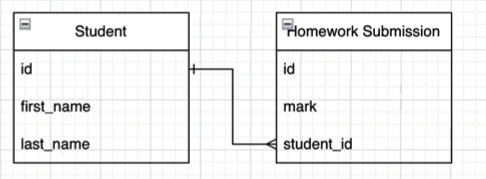 Student
id
first_name
last_name
Homework Submission
id
mark
student_id